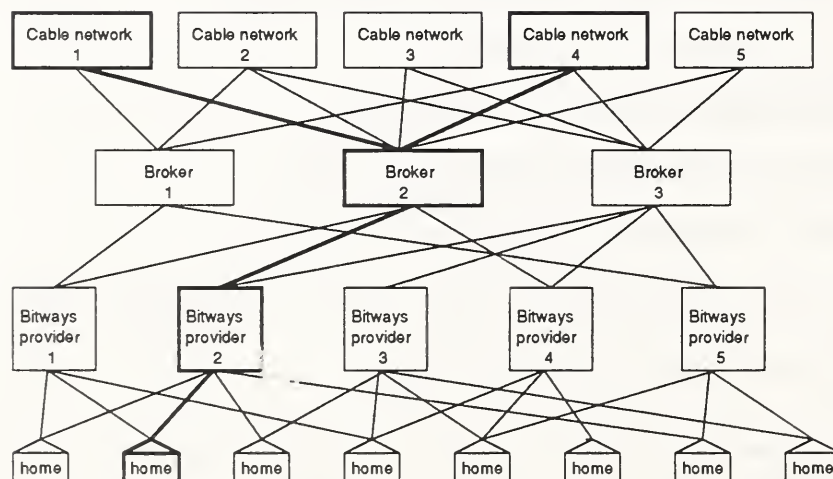 Cable network
1
Cable network
2
Cable network
3
Cable network
4
Cable network
5
Broker
1
Broker
2
Broker
3
Bitways
provider
1
Bitways
provider
2
Bitways
provider
3
Bitways
provider
4
Bitways
provider
5
home
home
home
home
home
home
home
home